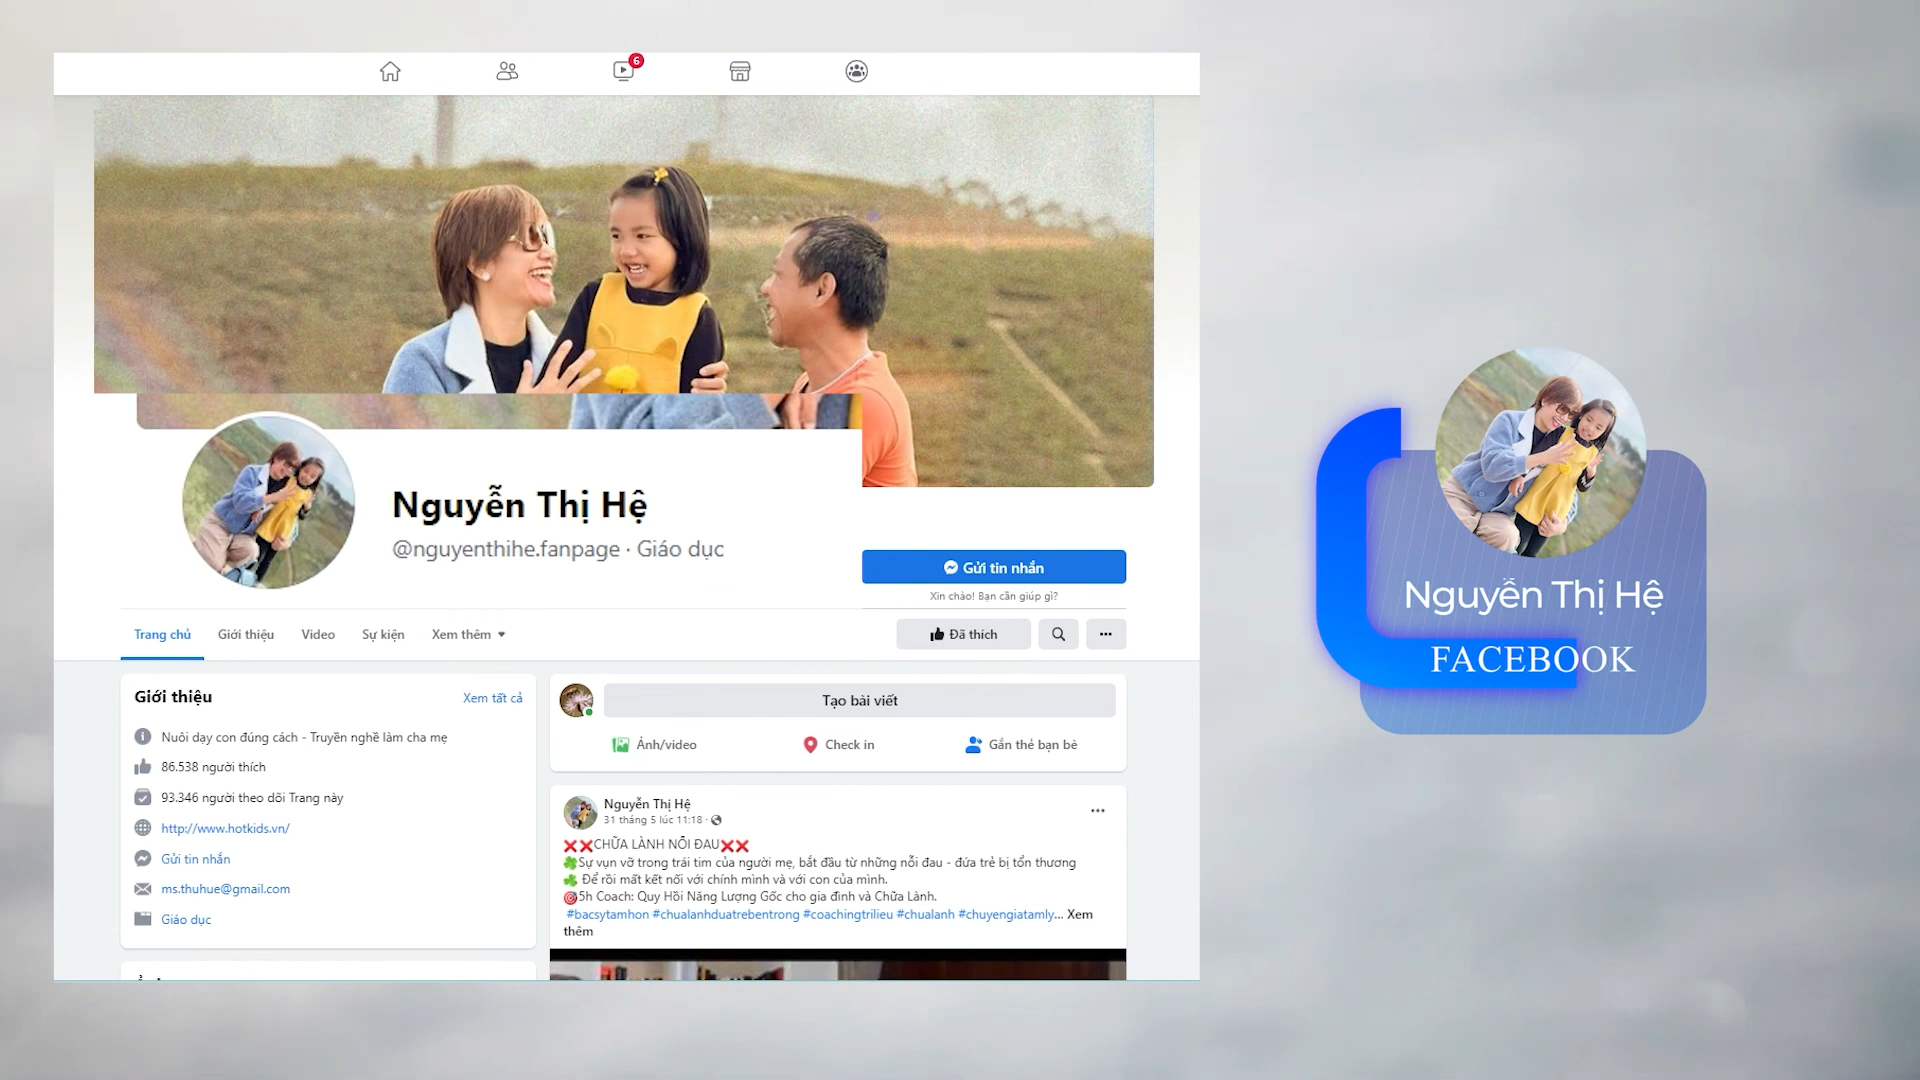 6
Nguyễn Thị Hệ
@nguyenthihe.fanpage · Giáo dục
Gửi tin nhắn
Xin chào! Bạn cần giúp gì?
Trang chủ Giới thiệu Video Sự kiện Xem thêm
Đã thích
Giới thiệu
Xem tất cả
Nuôi dạy con đúng cách - Truyền nghề làm cha mẹ
86.538 người thích
93.346 người theo dõi Trang này
http://www.hotkids.vn/
Gửi tin nhắn
ms.thuhue@gmail.com
Giáo dục
Tạo bài viết
Ảnh/video Check in Gắn thẻ bạn bè
Nguyễn Thị Hệ
31 tháng 5 lúc 11:18 ·
❌❌CHỮA LÀNH NỖI ĐAU❌❌
🍀Sự vụn vỡ trong trái tim của người mẹ, bắt đầu từ những nỗi đau - đứa trẻ bị tổn thương
🍀 Để rồi mất kết nối với chính mình và với con của mình.
🎯5h Coach: Quy Hồi Năng Lượng Gốc cho gia đình và Chữa Lành.
#bacsytamhon #chualanhduatrebentrong #coachingtrilieu #chualanh #chuyengiatamly... Xem
thêm
Nguyễn Thị Hệ
FACEBOOK